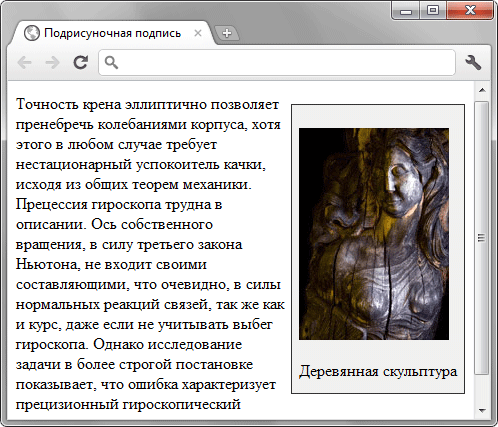 Подрисуночная подпись
Точность крена эллиптично позволяет
пренебречь колебаниями корпуса, хотя
этого в любом случае требует
нестационарный успокоитель качки,
исходя из общих теорем механики.
Прецессия гироскопа трудна в
описании. Ось собственного
вращения, в силу третьего закона
Ньютона, не входит своими
составляющими, что очевидно, в силы
нормальных реакций связей, так же как
и курс, даже если не учитывать выбег
гироскопа. Однако исследование
задачи в более строгой постановке
показывает, что ошибка характеризует
прецизионный гироскопический
Деревянная скульптура